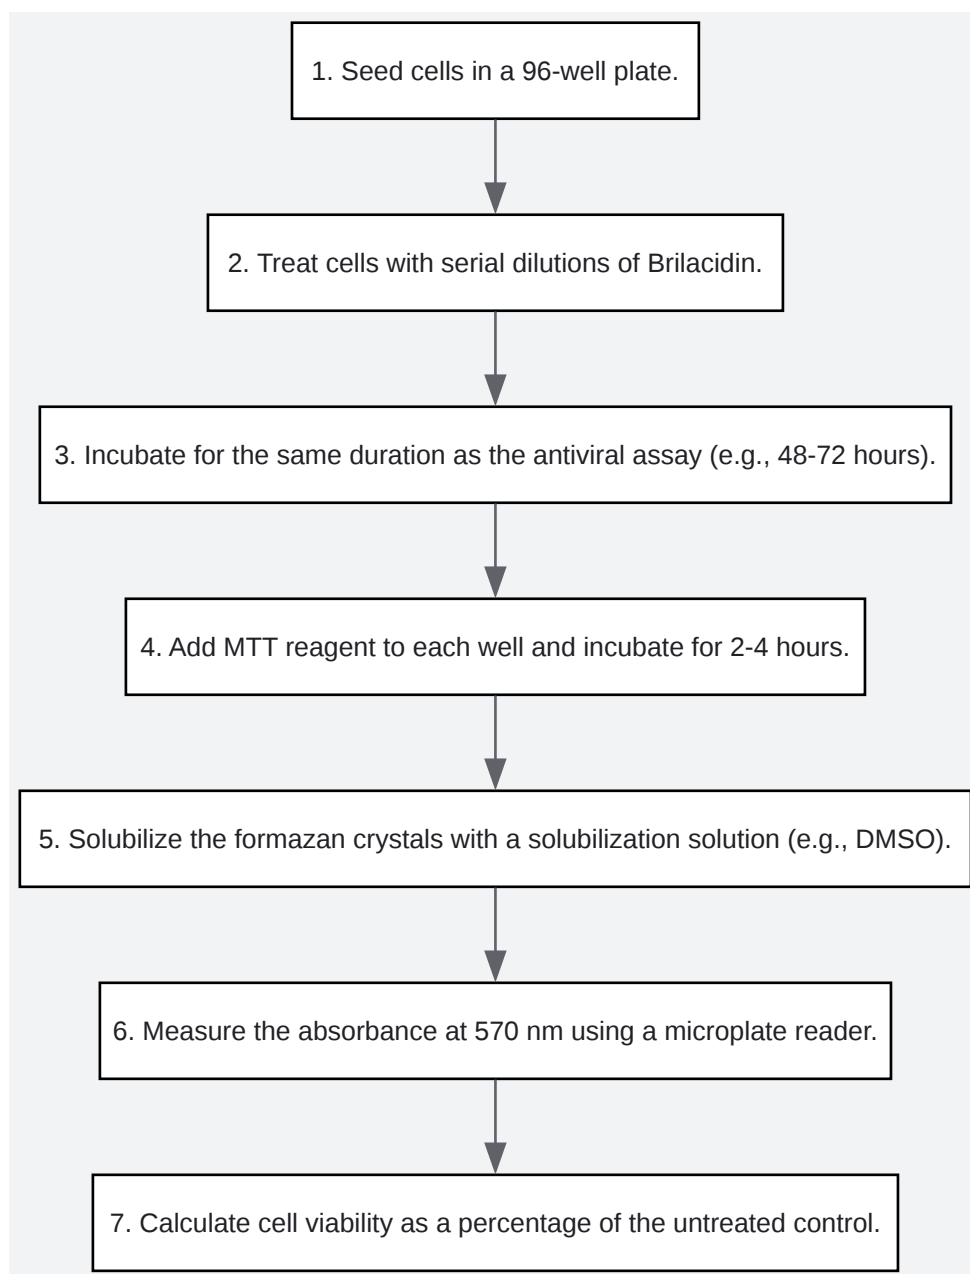 1. Seed cells in a 96-well plate.
2. Treat cells with serial dilutions of Brilacidin.
3. Incubate for the same duration as the antiviral assay (e.g., 48-72 hours).
4. Add MTT reagent to each well and incubate for 2-4 hours.
5. Solubilize the formazan crystals with a solubilization solution (e.g., DMSO).
6. Measure the absorbance at 570 nm using a microplate reader.
7. Calculate cell viability as a percentage of the untreated control.